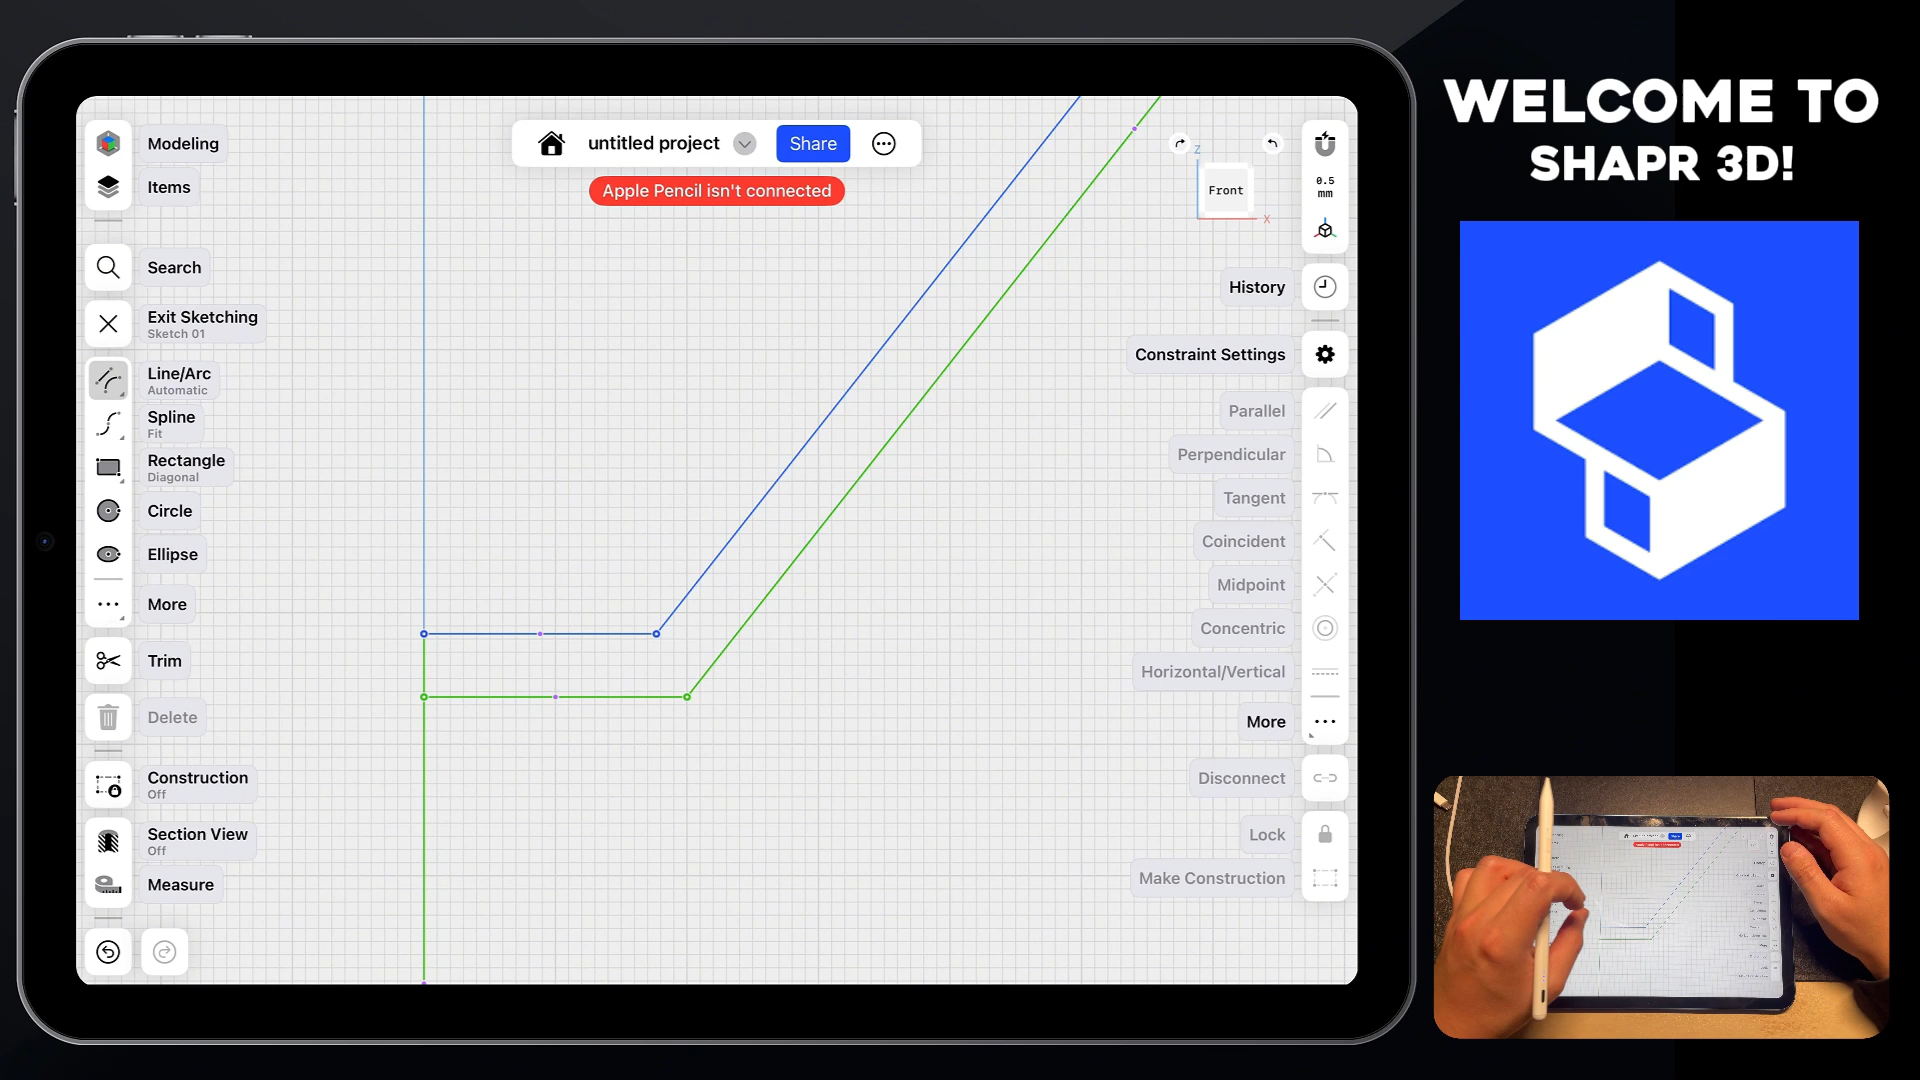 WELCOME TO
SHAPR 3D!
Modeling
Items
untitled project
Share
Apple Pencil isn't connected
Z
Front
X
0.5
mm
Search
Exit Sketching
Sketch 01
Line/Arc
Automatic
Spline
Fit
Rectangle
Diagonal
Circle
Ellipse
More
Trim
Delete
Construction
Off
Section View
Off
Measure
History
Constraint Settings
Parallel
Perpendicular
Tangent
Coincident
Midpoint
Concentric
Horizontal/Vertical
More
Disconnect
Lock
Make Construction